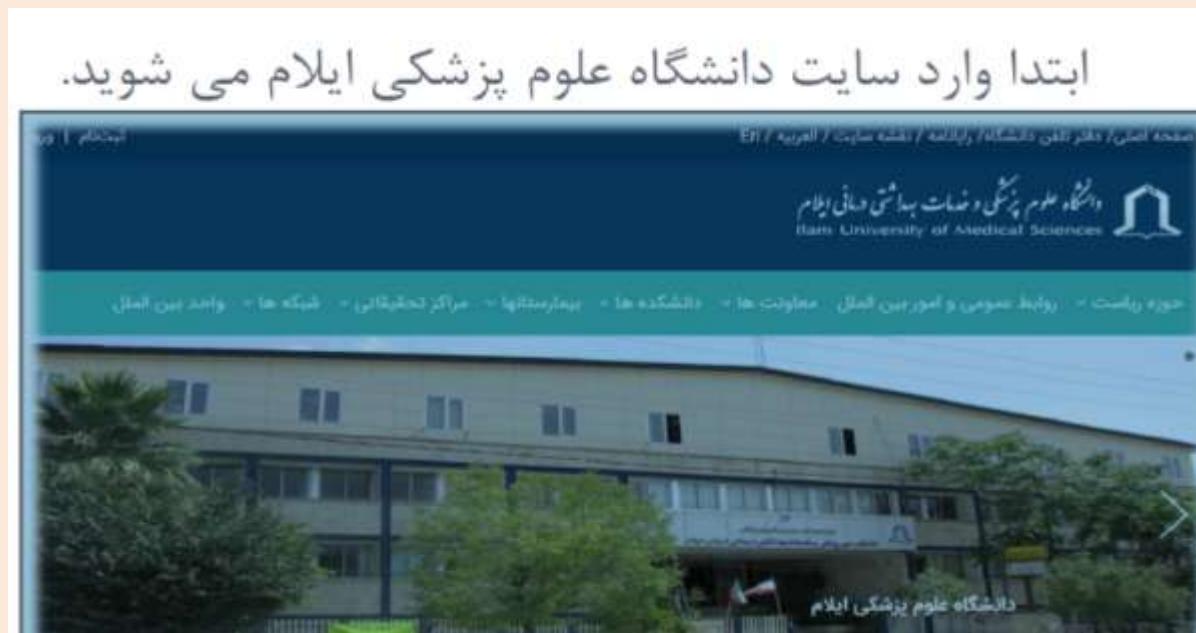 ابتدا وارد سایت دانشگاه علوم پزشکی ایلام می شوید.
صفحه اصلی/ دفتر تلفن دانشگاه/ رایانامه / نقشه سایت / العربیه / En
ثبت‌نام |
دانشگاه علوم پزشکی و خدمات بهداشتی درمانی ایلام
Ilam University of Medical Sciences
حوزه ریاست روابط عمومی و امور بین الملل معاونت ها دانشکده ها بیمارستانها مراکز تحقیقاتی شبکه ها واحد بین الملل
دانشگاه علوم پزشکی ایلام